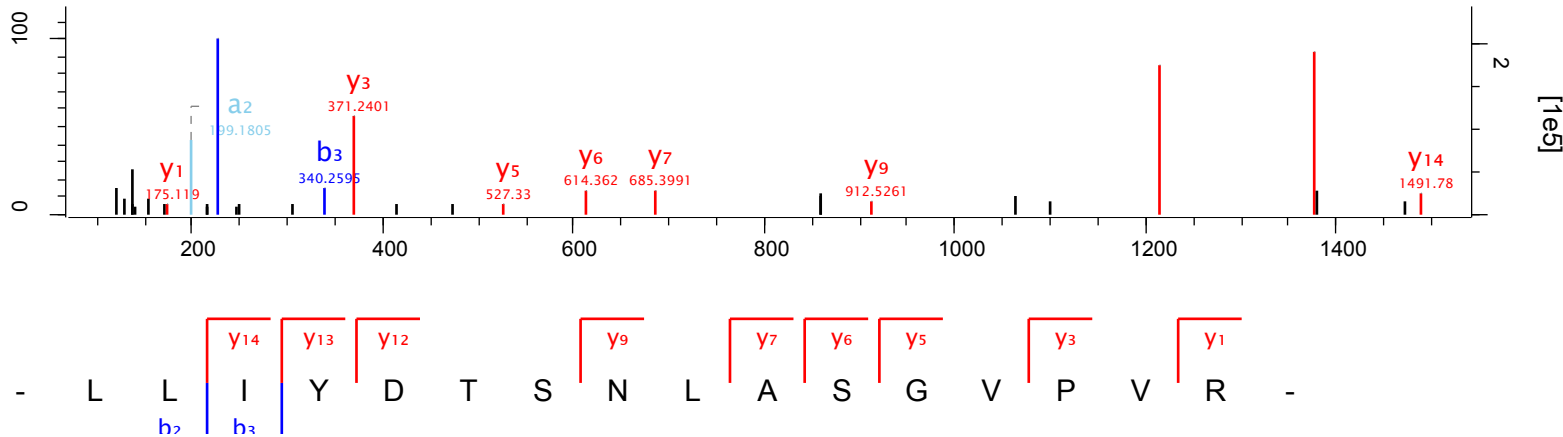 100
0
2
[1e5]
y1
175.119
a2
199.1805
b3
340.2595
y3
371.2401
y5
527.33
y6
614.362
y7
685.3991
y9
912.5261
y14
1491.78
200 400 600 800 1000 1200 1400
y14 y13 y12 y9 y7 y6 y5 y3 y1
- L L I Y D T S N L A S G V P V R -
b2 b3